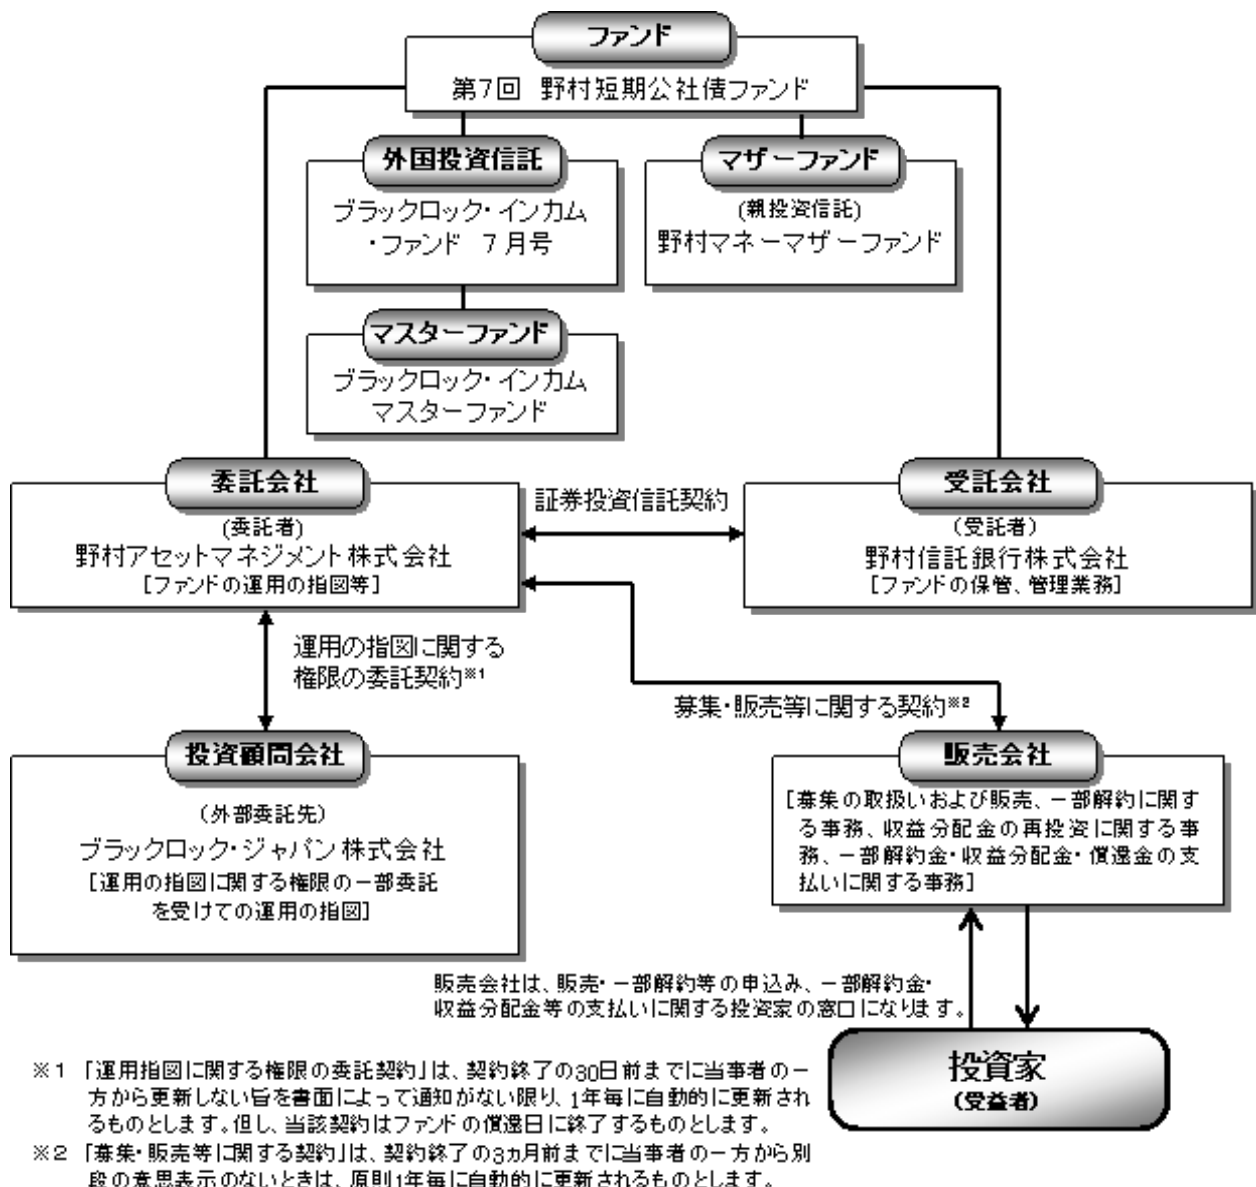 ファンド
第7回 野村短期公社債ファンド
外国投資信託
ブラックロック・インカム
・ファンド 7月号
マザーファンド
(親投資信託)
野村マネーマザーファンド
マスターファンド
ブラックロック・インカム
マスターファンド
委託会社
(委託者)
野村アセットマネジメント株式会社
[ファンドの運用の指図等]
証券投資信託契約
受託会社
(受託者)
野村信託銀行株式会社
[ファンドの保管、管理業務]
運用の指図に関する
権限の委託契約※1
募集・販売等に関する契約※2
投資顧問会社
(外部委託先)
ブラックロック・ジャパン株式会社
[運用の指図に関する権限の一部委託
を受けての運用の指図]
販売会社
[募集の取扱いおよび販売、一部解約に関す
る事務、収益分配金の再投資に関する事
務、一部解約金・収益分配金・償還金の支
払いに関する事務]
販売会社は、販売・一部解約等の申込み、一部解約金・
収益分配金等の支払いに関する投資家の窓口になります。
投資家
(受益者)
※1 「運用指図に関する権限の委託契約」は、契約終了の30日前までに当事者の一
方から更新しない旨を書面によって通知がない限り、1年毎に自動的に更新され
るものとします。但し、当該契約はファンドの償還日に終了するものとします。
※2 「募集・販売等に関する契約」は、契約終了の3ヵ月前までに当事者の一方から別
段の意思表示のないときは、原則1年毎に自動的に更新されるものとします。